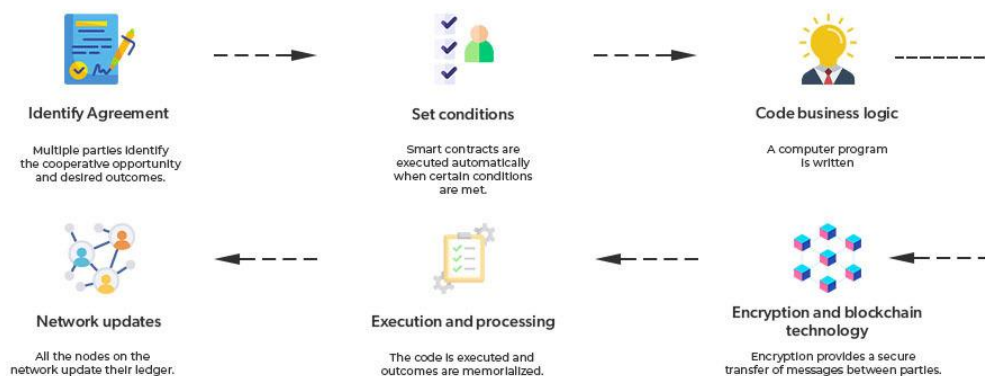 Identify Agreement
Multiple parties identify
the cooperative opportunity
and desired outcomes.
Set conditions
Smart contracts are
executed automatically
when certain conditions
are met.
Code business logic
A computer program
is written
Encryption and blockchain
technology
Encryption provides a secure
transfer of messages between parties.
Execution and processing
The code is executed and
outcomes are memorialized.
Network updates
All the nodes on the
network update their ledger.